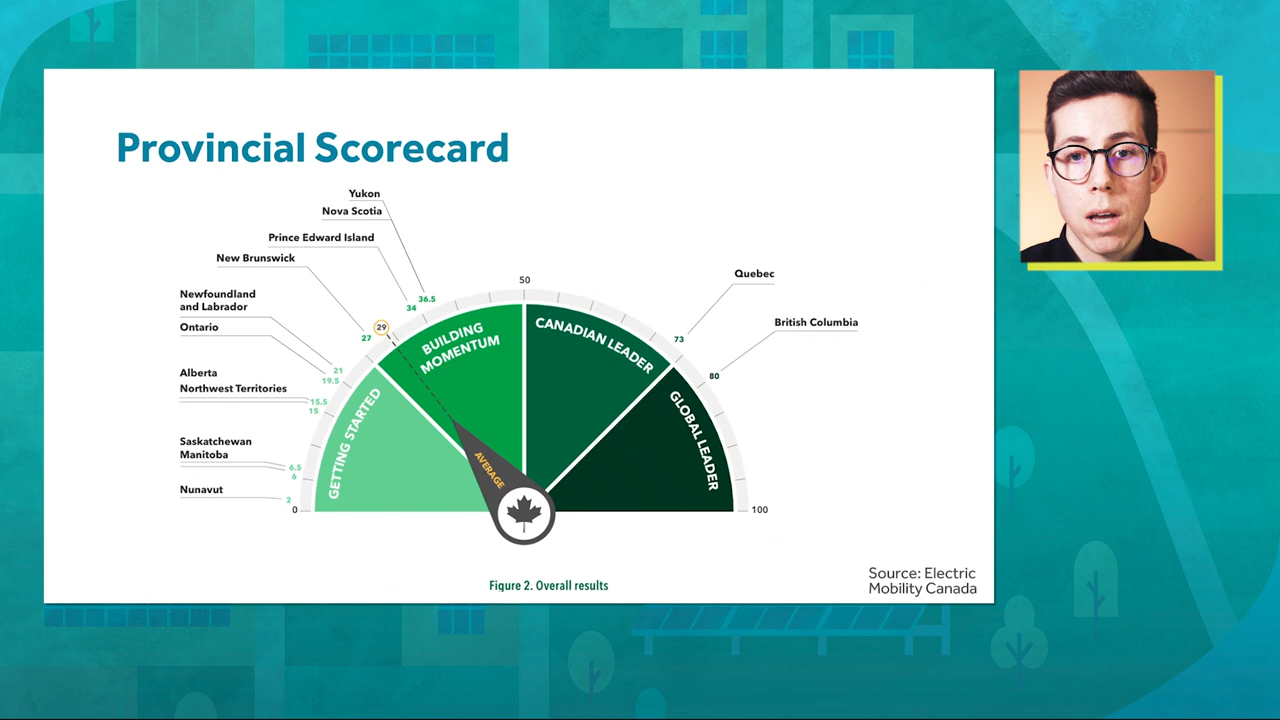 Provincial Scorecard
Yukon
Nova Scotia
Prince Edward Island
New Brunswick
Newfoundland
and Labrador
Ontario
Alberta
Northwest Territories
Saskatchewan
Manitoba
Nunavut
0
2
6
6.5
15
15.5
19.5
21
27
29
34
36.5
50
73
80
100
Quebec
British Columbia
GETTING STARTED
BUILDING
MOMENTUM
CANADIAN LEADER
GLOBAL LEADER
AVERAGE
Figure 2. Overall results
Source: Electric
Mobility Canada